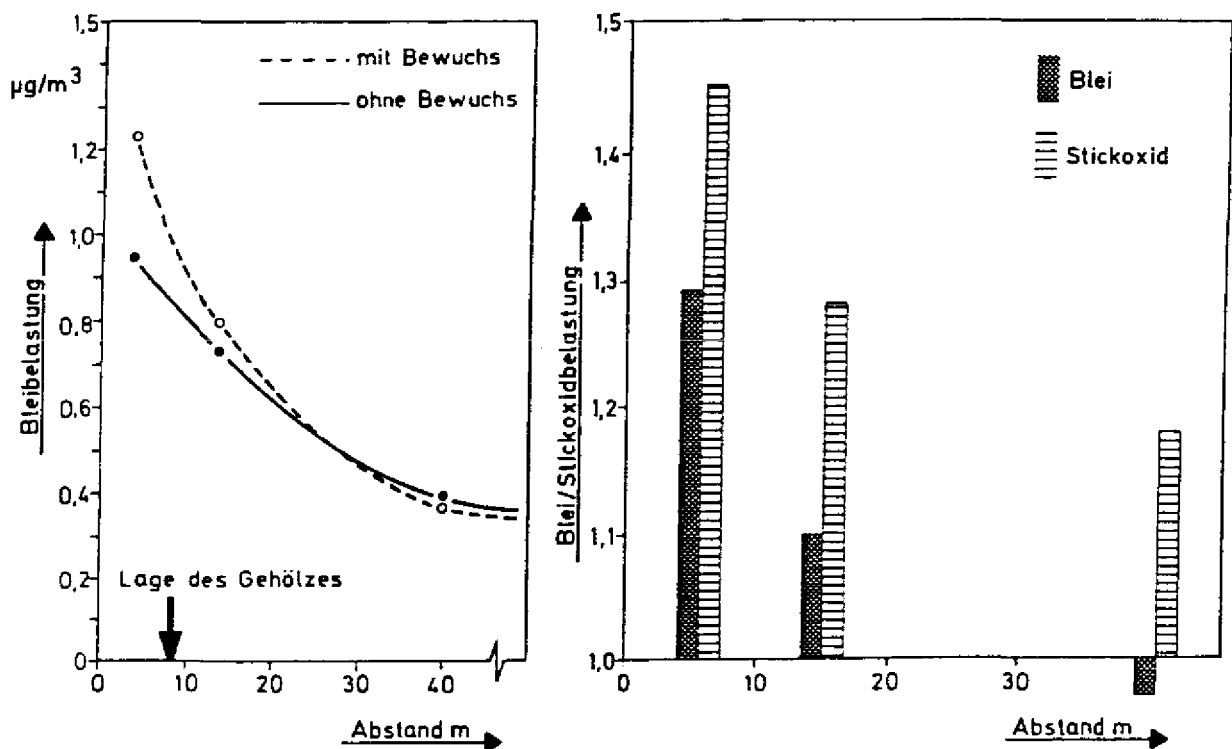 1,5
µg/m³
1,2
1,0
0,8
0,6
0,4
0,2
0
Bleibelastung
mit Bewuchs
ohne Bewuchs
Lage des Gehölzes
0 10 20 30 40
Abstand m
1,5
1,4
1,3
1,2
1,1
1,0
Blei/Stickoxidbelastung
Blei
Stickoxid
0 10 20 30
Abstand m